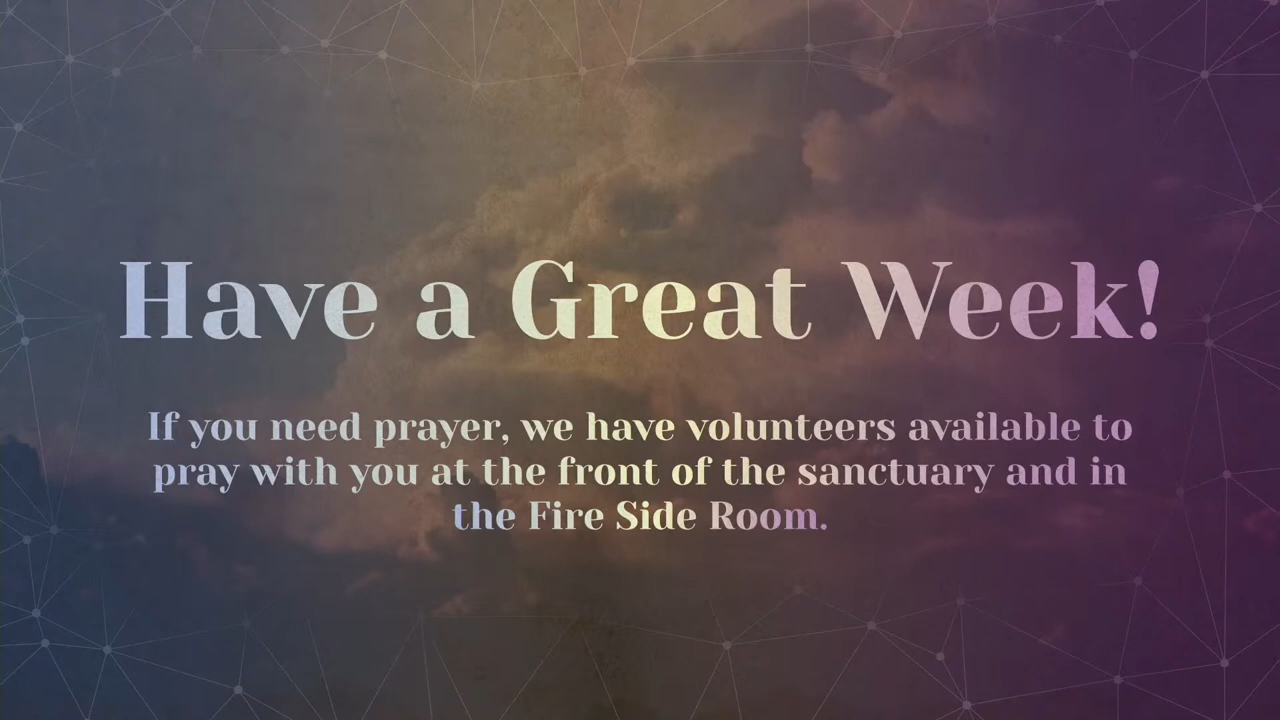 Have a Great Week!
If you need prayer, we have volunteers available to
pray with you at the front of the sanctuary and in
the Fire Side Room.